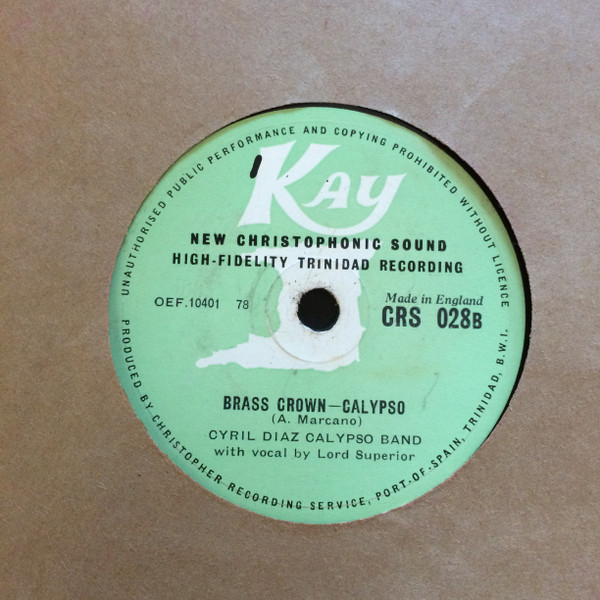 UNAUTHORISED PUBLIC PERFORMANCE AND COPYING PROHIBITED WITHOUT LICENCE
KAY
NEW CHRISTOPHONIC SOUND
HIGH-FIDELITY TRINIDAD RECORDING
OEF.10401 78
Made in England
CRS 028B
BRASS CROWN—CALYPSO
(A. Marcano)
CYRIL DIAZ CALYPSO BAND
with vocal by Lord Superior
PRODUCED BY CHRISTOPHER RECORDING SERVICE, PORT-OF-SPAIN, TRINIDAD, B.W.I.